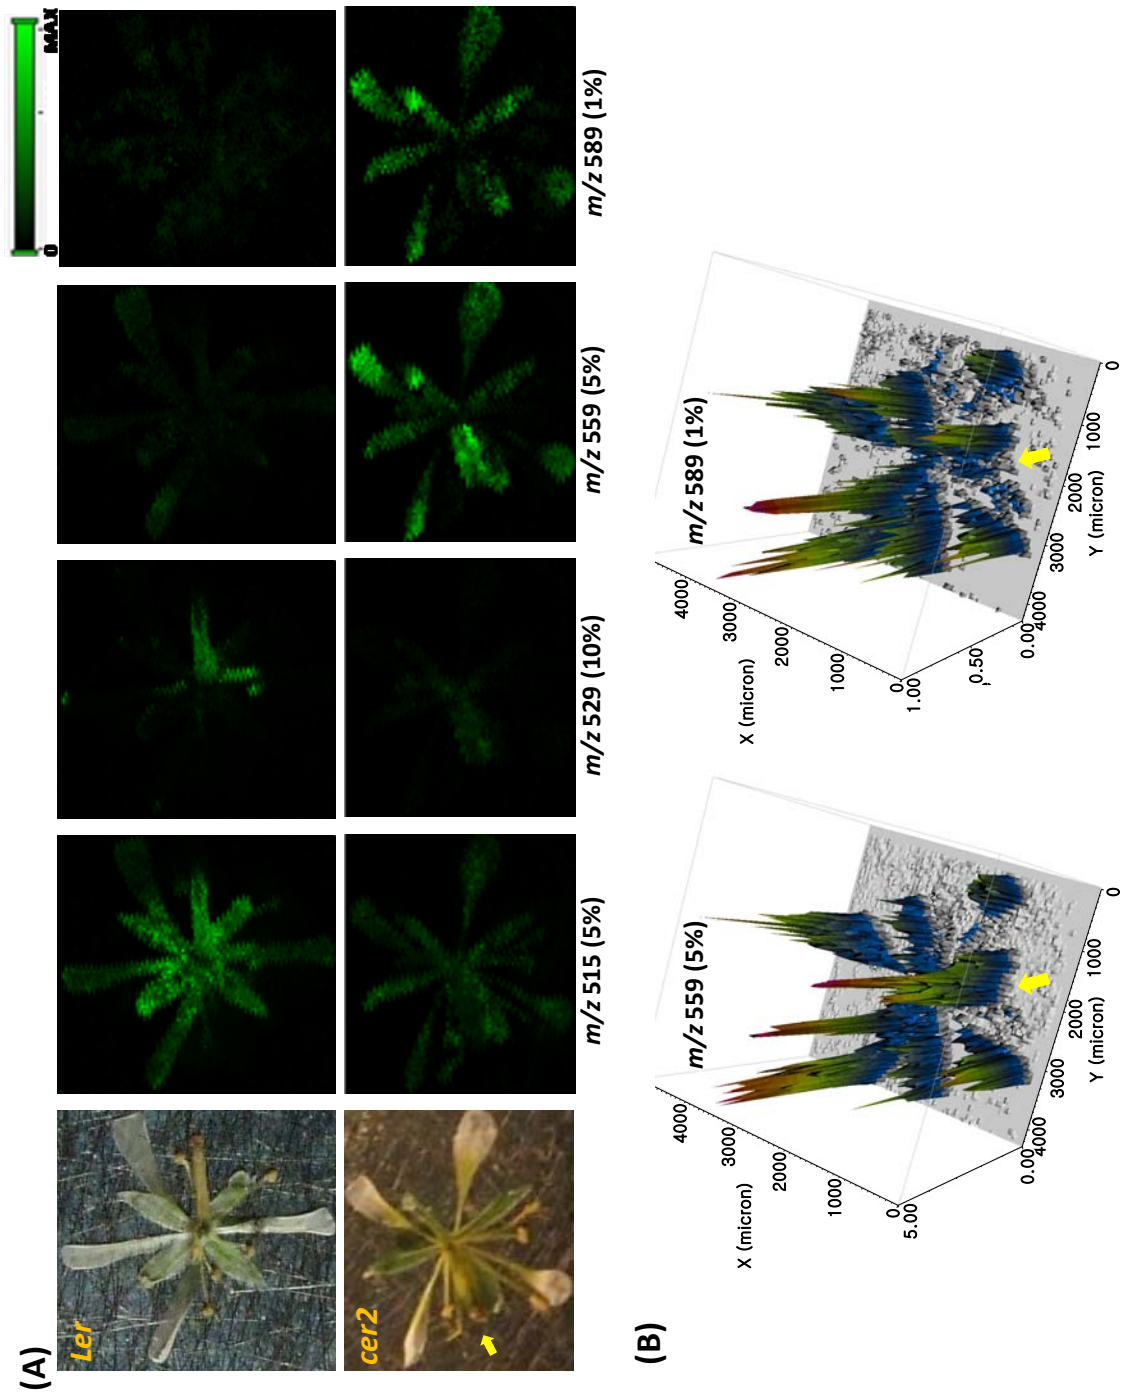 (A)
0 MAX
Ler
cer2
m/z 515 (5%)
m/z 529 (10%)
m/z 559 (5%)
m/z 589 (1%)
(B)
m/z 559 (5%)
4000
3000
2000
1000
0
X (micron)
5.00
0.00
4000
3000
2000
1000
0
Y (micron)
m/z 589 (1%)
4000
3000
2000
1000
0
X (micron)
1.00
0.50
0.00
4000
3000
2000
1000
0
Y (micron)